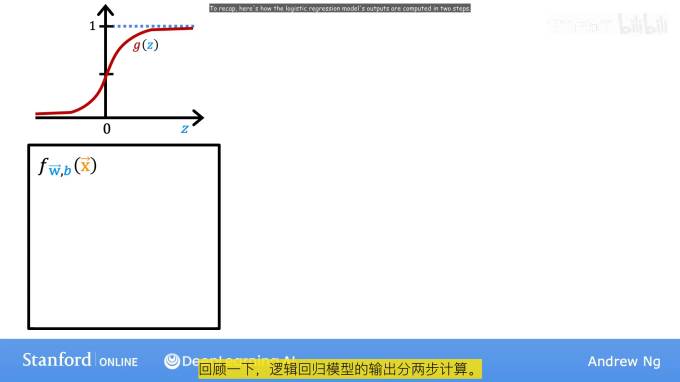 To recap, here's how the logistic regression model's outputs are computed in two steps.
bilibili
1
g(z)
0
z
f w,b (x)
Stanford ONLINE
DeepLearning.AI
Andrew Ng
回顾一下，逻辑回归模型的输出分两步计算。